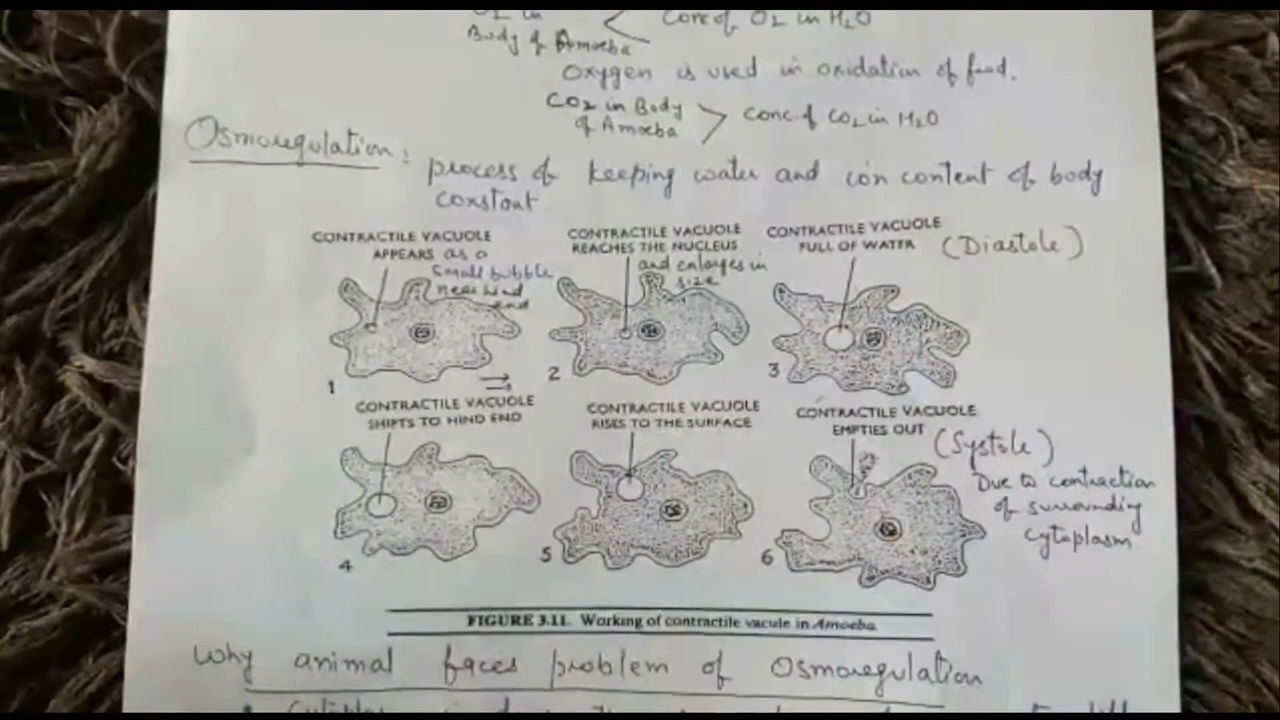 O2 in
Body of Amoeba < Conc of O2 in H2O
Oxygen is used in oxidation of food.
CO2 in Body of Amoeba > conc. of CO2 in H2O
Osmoregulation: process of keeping water and ion content of body
constant
CONTRACTILE VACUOLE
APPEARS as a
small bubble
near hind
end
1
CONTRACTILE VACUOLE
REACHES THE NUCLEUS
and enlarges in
size
2
CONTRACTILE VACUOLE
FULL OF WATER (Diastole)
3
CONTRACTILE VACUOLE
SHIFTS TO HIND END
4
CONTRACTILE VACUOLE
RISES TO THE SURFACE
5
CONTRACTILE VACUOLE
EMPTIES OUT (Systole)
Due to contraction
of surrounding
cytoplasm
6
FIGURE 3.11. Working of contractile vacule in Amoeba
Why animal faces problem of Osmoregulation